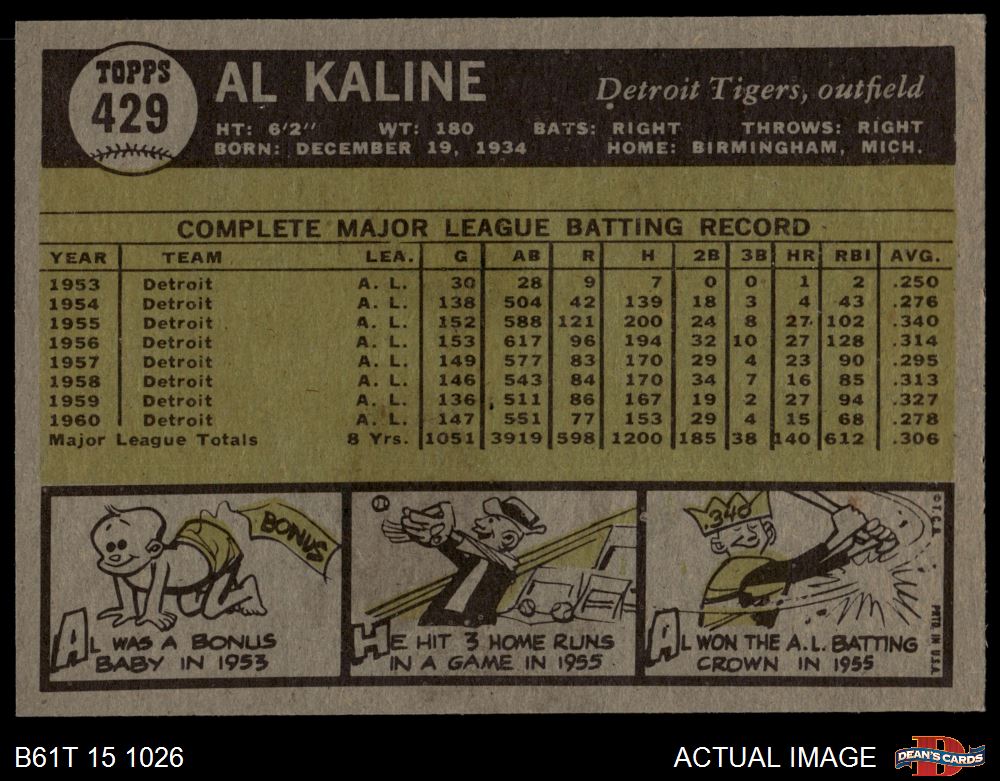 TOPPS
429
AL KALINE
Detroit Tigers, outfield
HT: 6'2" WT: 180 BATS: RIGHT THROWS: RIGHT
BORN: DECEMBER 19, 1934 HOME: BIRMINGHAM, MICH.
COMPLETE MAJOR LEAGUE BATTING RECORD
YEAR TEAM LEA. G AB R H 2B 3B HR RBI AVG.
1953 Detroit A. L. 30 28 9 7 0 0 1 2 .250
1954 Detroit A. L. 138 504 42 139 18 3 4 43 .276
1955 Detroit A. L. 152 588 121 200 24 8 27 102 .340
1956 Detroit A. L. 153 617 96 194 32 10 27 128 .314
1957 Detroit A. L. 149 577 83 170 29 4 23 90 .295
1958 Detroit A. L. 146 543 84 170 34 7 16 85 .313
1959 Detroit A. L. 136 511 86 167 19 2 27 94 .327
1960 Detroit A. L. 147 551 77 153 29 4 15 68 .278
Major League Totals 8 Yrs. 1051 3919 598 1200 185 38 140 612 .306
BONUS
AL WAS A BONUS
BABY IN 1953
HE HIT 3 HOME RUNS
IN A GAME IN 1955
.340
AL WON THE A.L. BATTING
CROWN IN 1955
© T.C.G.
PRTD. IN U.S.A.
B61T 15 1026
ACTUAL IMAGE
D
DEAN'S CARDS